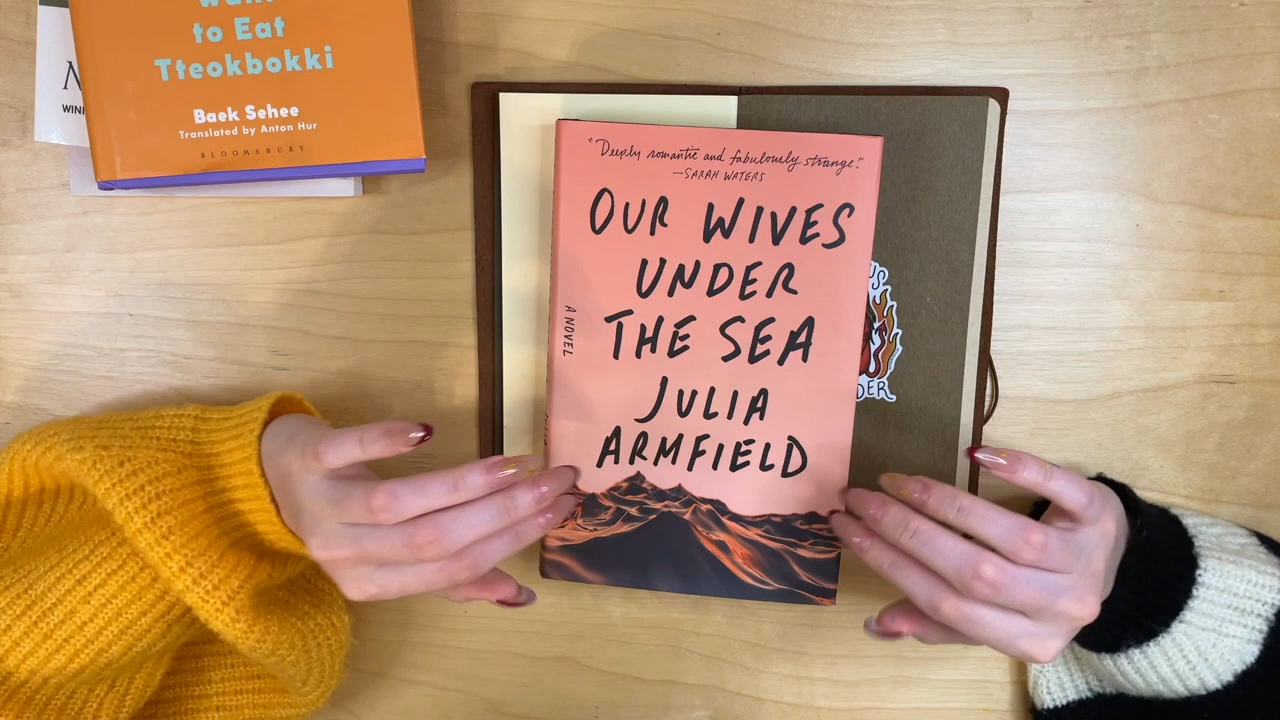 to Eat
Tteokbokki
Baek Sehee
Translated by Anton Hur
BLOOMSBURY
"Deeply romantic and fabulously strange."
—SARAH WATERS
OUR WIVES
UNDER
THE SEA
JULIA
ARMFIELD
A NOVEL